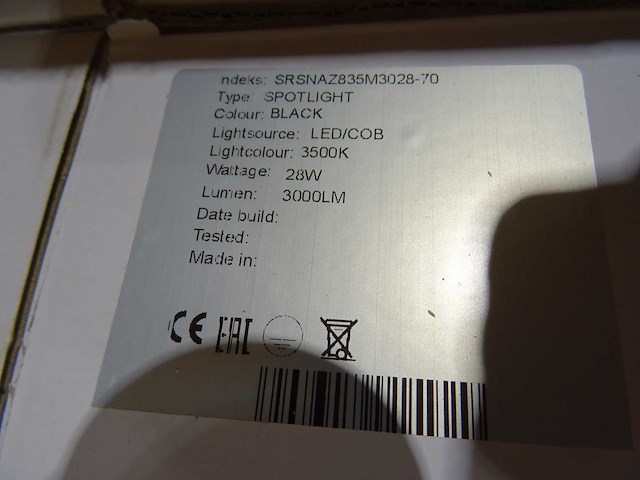 ndeks: SRSNAZ835M3028-70
Type: SPOTLIGHT
Colour: BLACK
Lightsource: LED/COB
Lightcolour: 3500K
Wattage: 28W
Lumen: 3000LM
Date build:
Tested:
Made in:
CE EAC